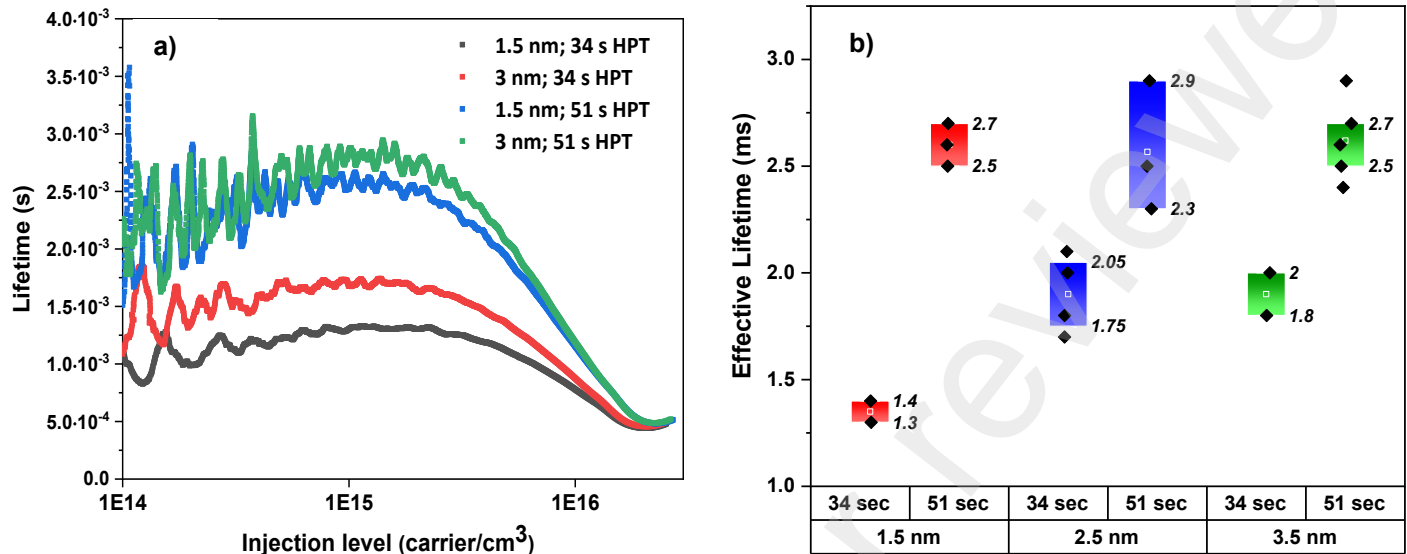 a)
1.5 nm; 34 s HPT
3 nm; 34 s HPT
1.5 nm; 51 s HPT
3 nm; 51 s HPT
4.0×10⁻³
3.5×10⁻³
3.0×10⁻³
2.5×10⁻³
2.0×10⁻³
1.5×10⁻³
1.0×10⁻³
5.0×10⁻⁴
0.0
Lifetime (s)
1E14 1E15 1E16
Injection level (carrier/cm³)
b)
3.0
2.5
2.0
1.5
1.0
Effective Lifetime (ms)
1.4
1.3
2.7
2.5
2.05
1.75
2.9
2.3
2
1.8
2.7
2.5
34 sec 51 sec 34 sec 51 sec 34 sec 51 sec
1.5 nm 2.5 nm 3.5 nm
r reviewe